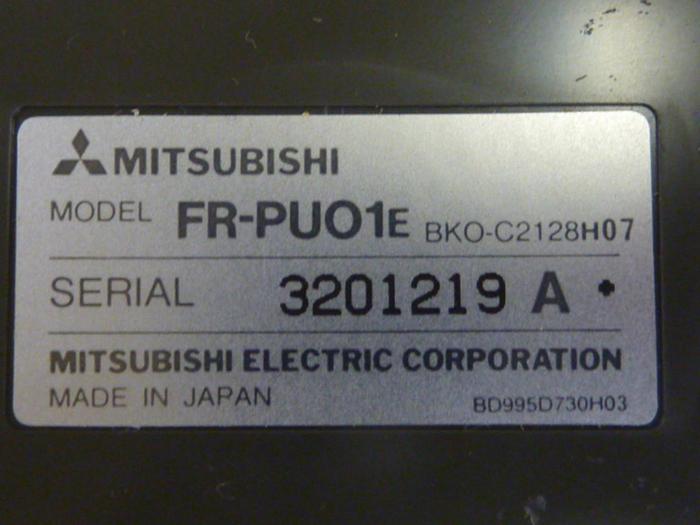 MITSUBISHI
MODEL FR-PU01E BKO-C2128H07
SERIAL 3201219 A
MITSUBISHI ELECTRIC CORPORATION
MADE IN JAPAN BD995D730H03